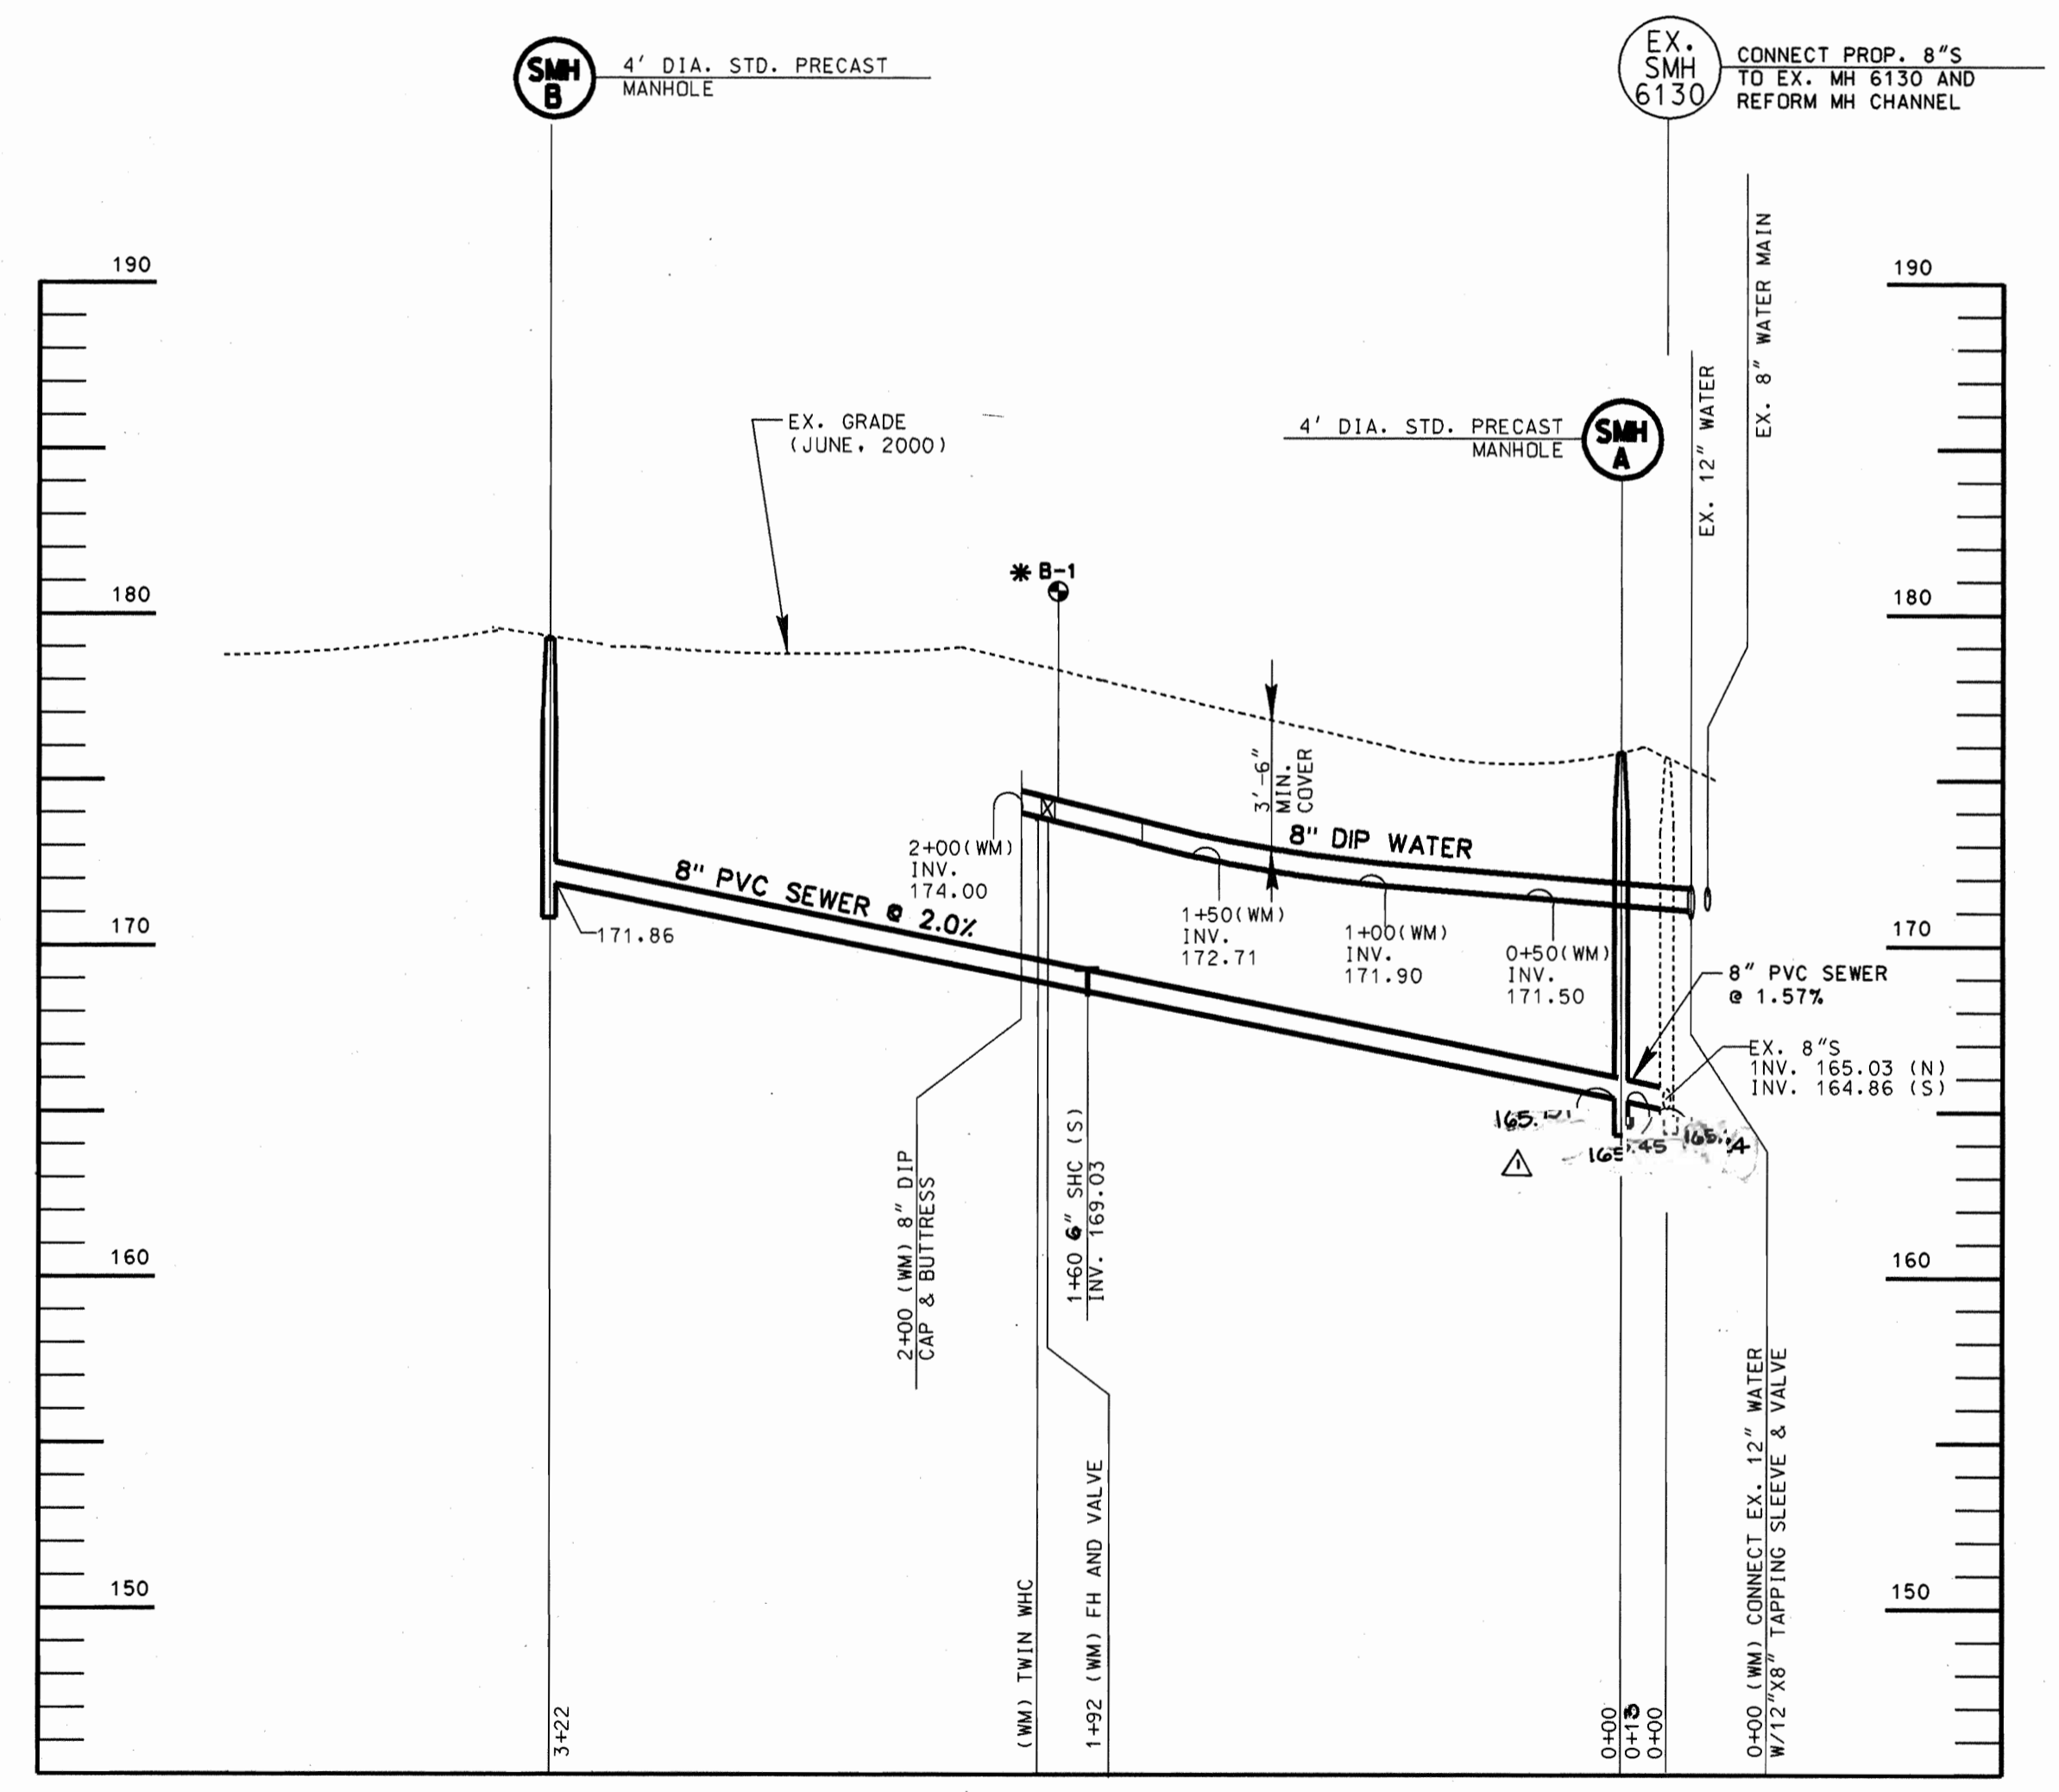 SMH
B
4' DIA. STD. PRECAST
MANHOLE
EX.
SMH
6130
CONNECT PROP. 8"S
TO EX. MH 6130 AND
REFORM MH CHANNEL
190
190
EX. 8" WATER MAIN
EX. 12" WATER
EX. GRADE
(JUNE, 2000)
4' DIA. STD. PRECAST
MANHOLE
SMH
A
* B-1
180
180
3'-6"
MIN.
COVER
8" DIP WATER
8" PVC SEWER @ 2.0%
2+00(WM)
INV.
174.00
171.86
1+50(WM)
INV.
172.71
1+00(WM)
INV.
171.90
0+50(WM)
INV.
171.50
170
170
8" PVC SEWER
@ 1.57%
EX. 8"S
INV. 165.03 (N)
INV. 164.86 (S)
1
2+00 (WM) 8" DIP
CAP & BUTTRESS
1+60 6" SHC (S)
INV. 169.03
160
160
(WM) TWIN WHC
1+92 (WM) FH AND VALVE
150
150
3+22
0+00
0+13
0+00
0+00 (WM) CONNECT EX. 12" WATER
W/12"X8" TAPPING SLEEVE & VALVE